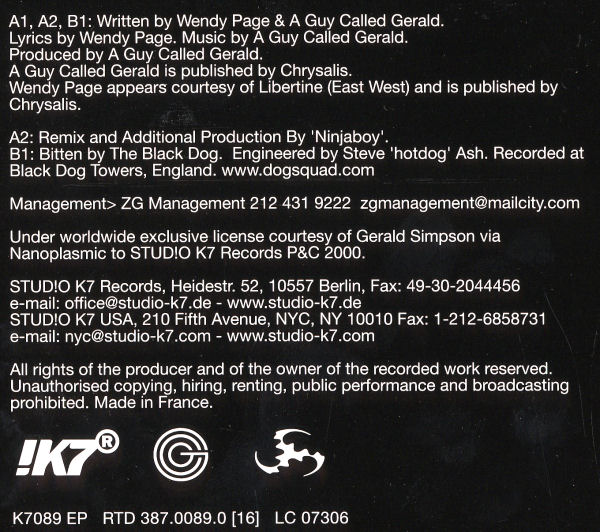 A1, A2, B1: Written by Wendy Page & A Guy Called Gerald.
Lyrics by Wendy Page. Music by A Guy Called Gerald.
Produced by A Guy Called Gerald.
A Guy Called Gerald is published by Chrysalis.
Wendy Page appears courtesy of Libertine (East West) and is published by
Chrysalis.
A2: Remix and Additional Production By 'Ninjaboy'.
B1: Bitten by The Black Dog. Engineered by Steve 'hotdog' Ash. Recorded at
Black Dog Towers, England. www.dogsquad.com
Management> ZG Management 212 431 9222 zgmanagement@mailcity.com
Under worldwide exclusive license courtesy of Gerald Simpson via
Nanoplasmic to STUD!O K7 Records P&C 2000.
STUD!O K7 Records, Heidestr. 52, 10557 Berlin, Fax: 49-30-2044456
e-mail: office@studio-k7.de - www.studio-k7.de
STUD!O K7 USA, 210 Fifth Avenue, NYC, NY 10010 Fax: 1-212-6858731
e-mail: nyc@studio-k7.com - www.studio-k7.com
All rights of the producer and of the owner of the recorded work reserved.
Unauthorised copying, hiring, renting, public performance and broadcasting
prohibited. Made in France.
!K7®
K7089 EP RTD 387.0089.0 [16] LC 07306